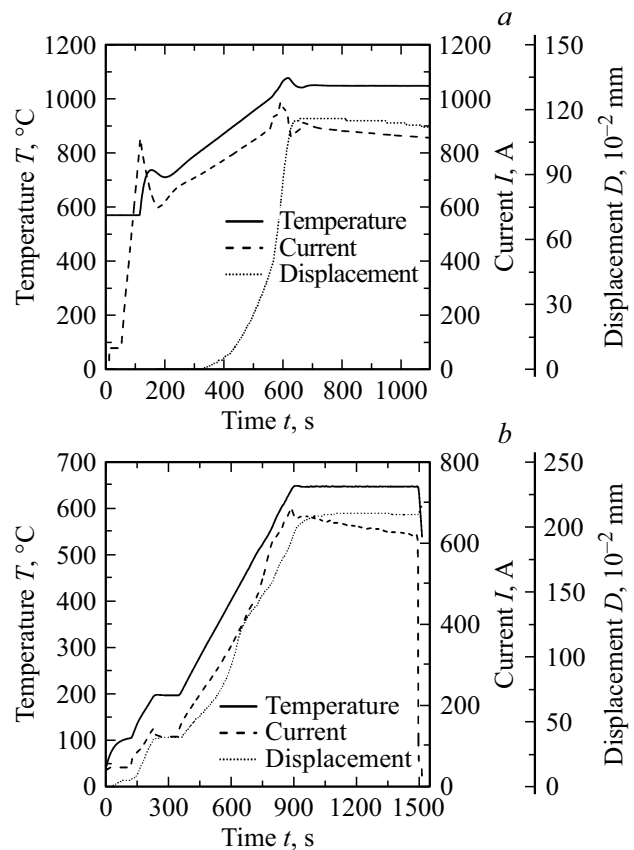 a
1200
1000
800
600
400
200
0
Temperature T, °C
0 200 400 600 800 1000
Time t, s
1200
1000
800
600
400
200
0
Current I, A
150
120
90
60
30
0
Displacement D, 10⁻² mm
Temperature
Current
Displacement
b
700
600
500
400
300
200
100
0
Temperature T, °C
0 300 600 900 1200 1500
Time t, s
800
600
400
200
0
Current I, A
250
200
150
100
50
0
Displacement D, 10⁻² mm
Temperature
Current
Displacement